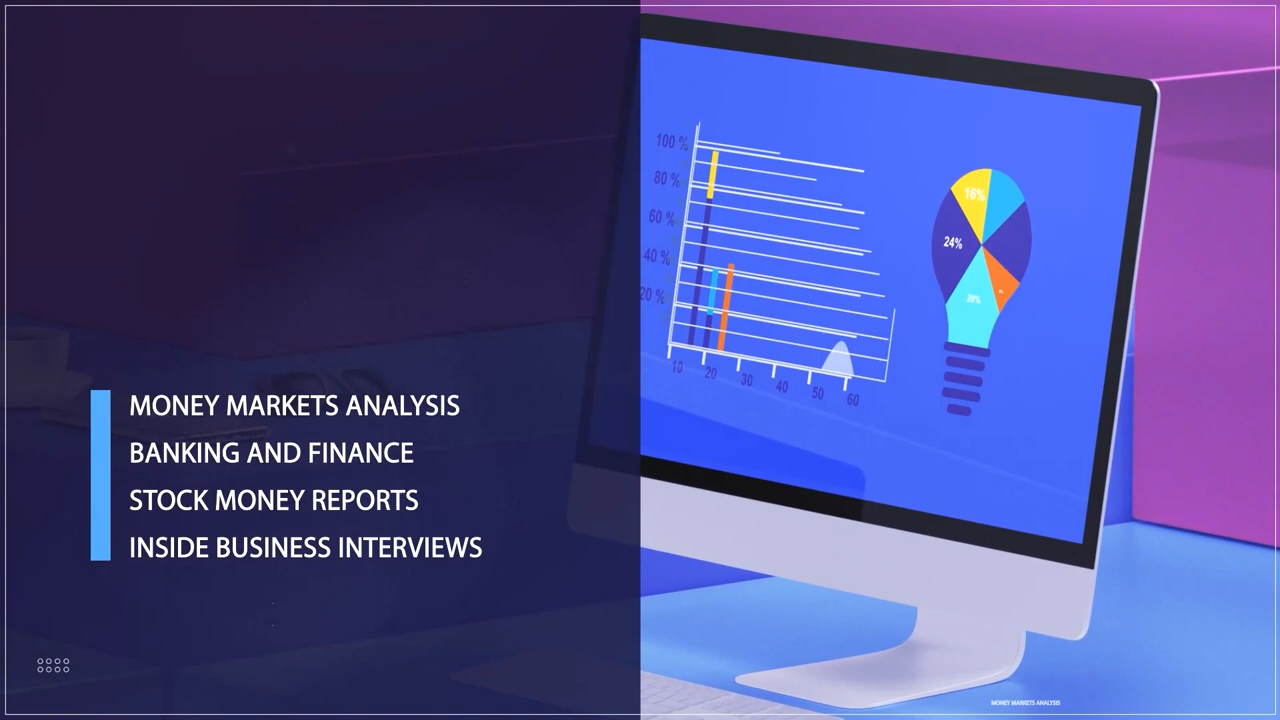 MONEY MARKETS ANALYSIS
BANKING AND FINANCE
STOCK MONEY REPORTS
INSIDE BUSINESS INTERVIEWS
100 %
80 %
60 %
40 %
20 %
10 20 30 40 50 60
16%
24%
MONEY MARKETS ANALYSIS